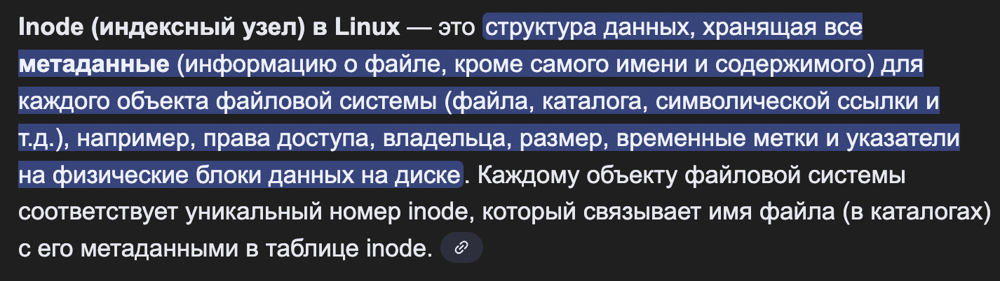 Inode (индексный узел) в Linux — это структура данных, хранящая все
метаданные (информацию о файле, кроме самого имени и содержимого) для
каждого объекта файловой системы (файла, каталога, символической ссылки и
т.д.), например, права доступа, владельца, размер, временные метки и указатели
на физические блоки данных на диске. Каждому объекту файловой системы
соответствует уникальный номер inode, который связывает имя файла (в каталогах)
с его метаданными в таблице inode.